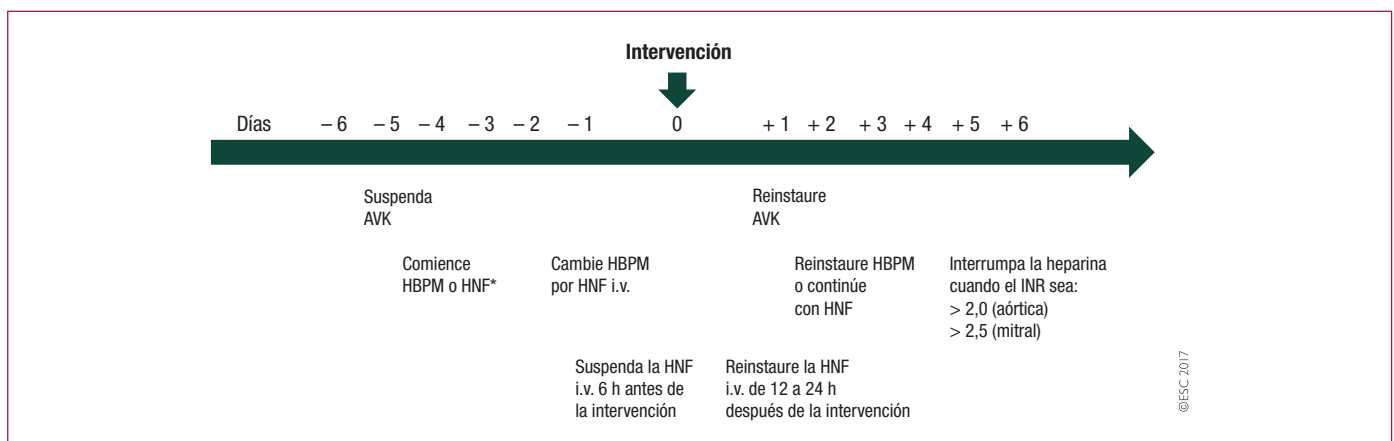 Intervención
Días – 6 – 5 – 4 – 3 – 2 – 1 0 + 1 + 2 + 3 + 4 + 5 + 6
Suspenda
AVK
Reinstaure
AVK
Comience
HBPM o HNF*
Cambie HBPM
por HNF i.v.
Reinstaure HBPM
o continúe
con HNF
Interrumpa la heparina
cuando el INR sea:
> 2,0 (aórtica)
> 2,5 (mitral)
Suspenda la HNF
i.v. 6 h antes de
la intervención
Reinstaure la HNF
i.v. de 12 a 24 h
después de la intervención
©ESC 2017